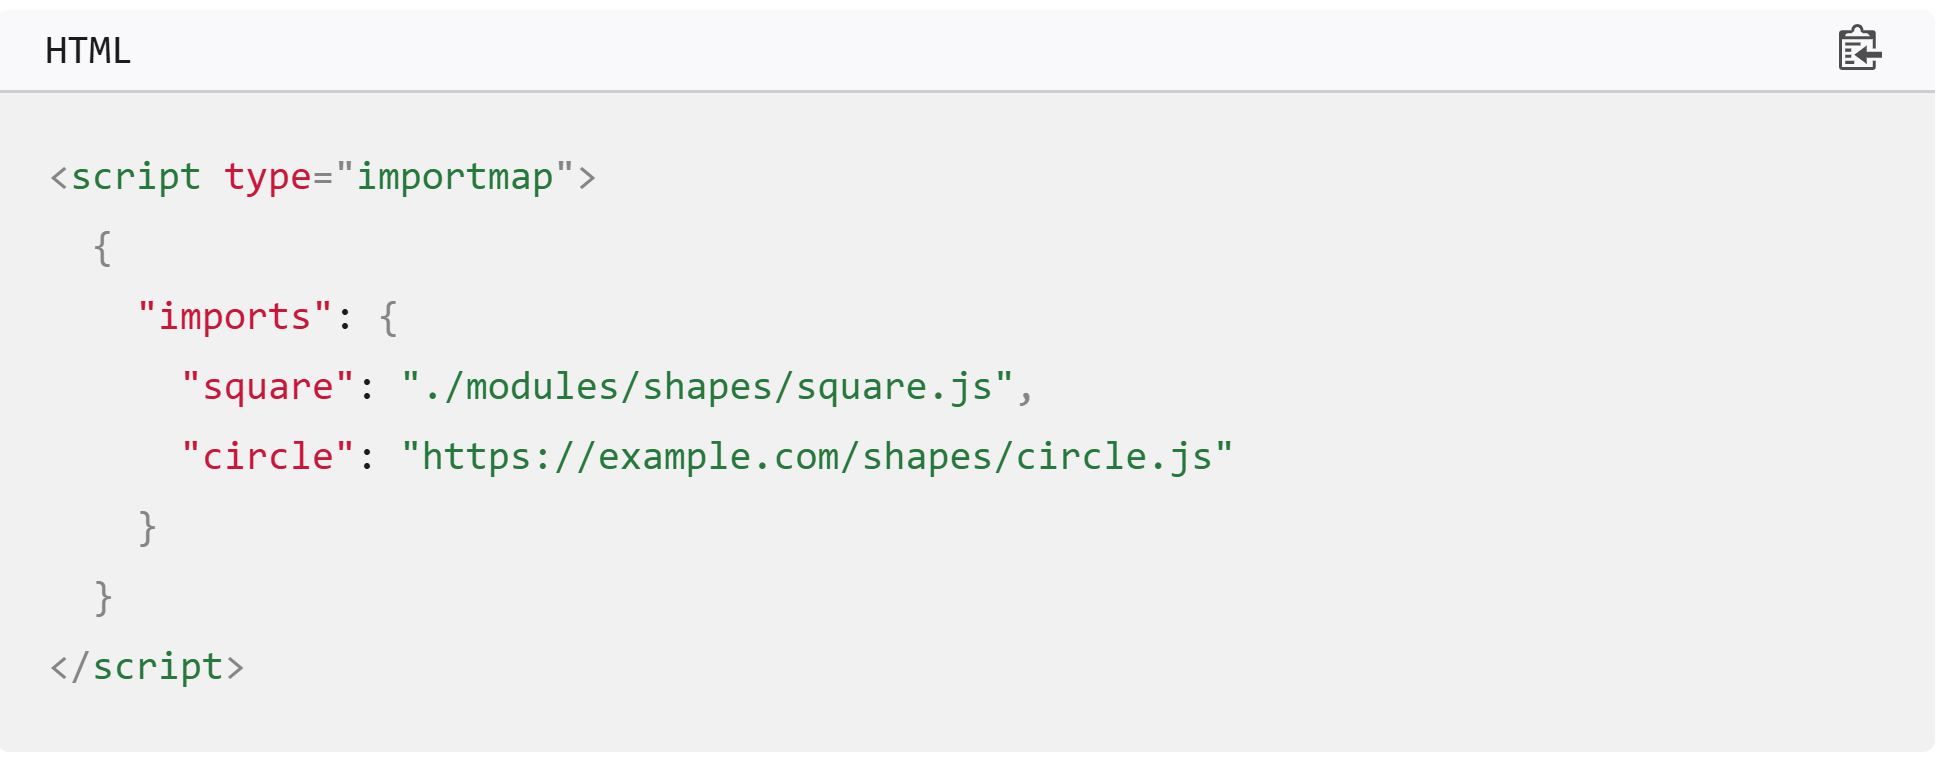 HTML
<script type="importmap">
  {
    "imports": {
      "square": "./modules/shapes/square.js",
      "circle": "https://example.com/shapes/circle.js"
    }
  }
</script>